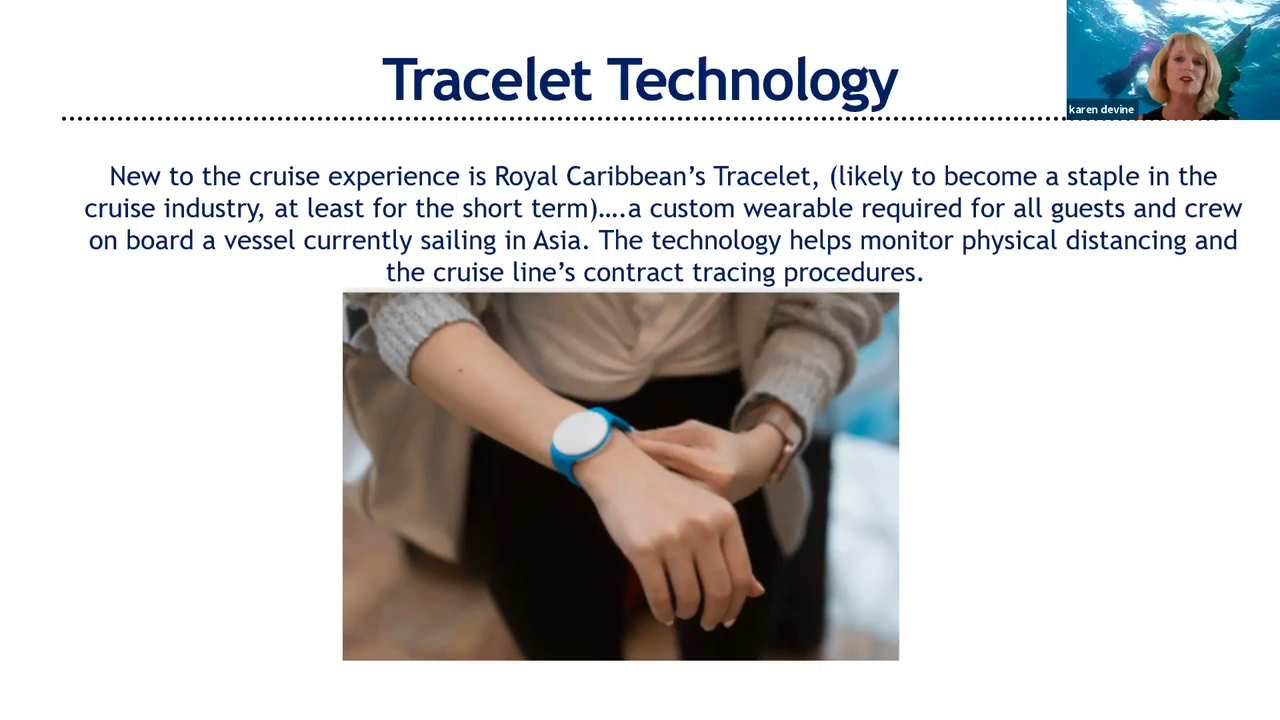 Tracelet Technology
karen devine
New to the cruise experience is Royal Caribbean’s Tracelet, (likely to become a staple in the
cruise industry, at least for the short term)….a custom wearable required for all guests and crew
on board a vessel currently sailing in Asia. The technology helps monitor physical distancing and
the cruise line’s contract tracing procedures.